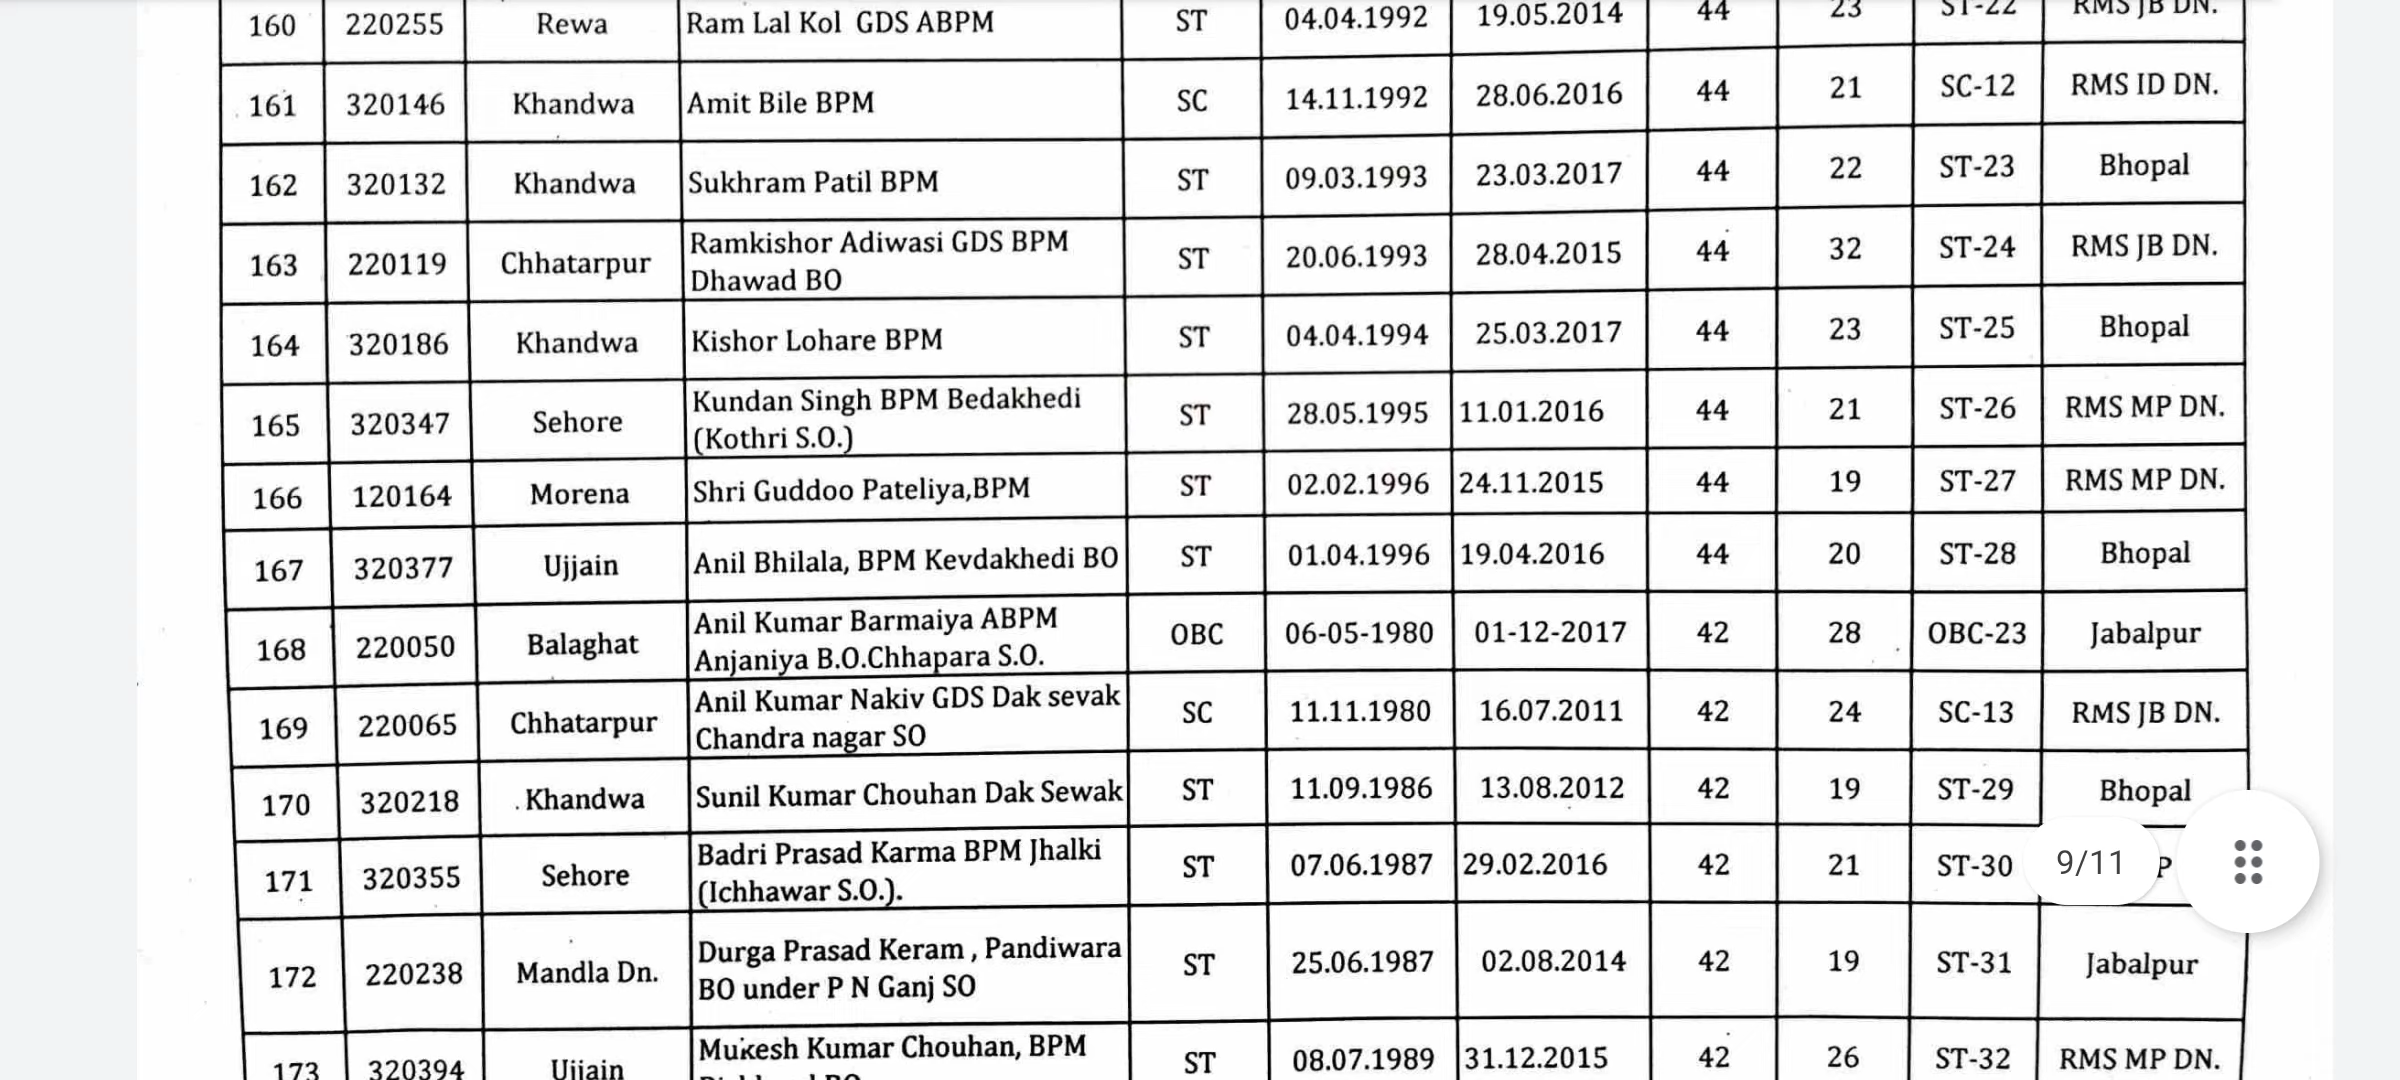 160 220255 Rewa Ram Lal Kol GDS ABPM ST 04.04.1992 19.05.2014 44 23 ST-22 RMS JB DN.
161 320146 Khandwa Amit Bile BPM SC 14.11.1992 28.06.2016 44 21 SC-12 RMS ID DN.
162 320132 Khandwa Sukhram Patil BPM ST 09.03.1993 23.03.2017 44 22 ST-23 Bhopal
163 220119 Chhatarpur Ramkishor Adiwasi GDS BPM ST 20.06.1993 28.04.2015 44 32 ST-24 RMS JB DN.
Dhawad BO
164 320186 Khandwa Kishor Lohare BPM ST 04.04.1994 25.03.2017 44 23 ST-25 Bhopal
165 320347 Sehore Kundan Singh BPM Bedakhedi ST 28.05.1995 11.01.2016 44 21 ST-26 RMS MP DN.
(Kothri S.O.)
166 120164 Morena Shri Guddoo Pateliya,BPM ST 02.02.1996 24.11.2015 44 19 ST-27 RMS MP DN.
167 320377 Ujjain Anil Bhilala, BPM Kevdakhedi BO ST 01.04.1996 19.04.2016 44 20 ST-28 Bhopal
168 220050 Balaghat Anil Kumar Barmaiya ABPM OBC 06-05-1980 01-12-2017 42 28 OBC-23 Jabalpur
Anjaniya B.O.Chhapara S.O.
169 220065 Chhatarpur Anil Kumar Nakiv GDS Dak sevak SC 11.11.1980 16.07.2011 42 24 SC-13 RMS JB DN.
Chandra nagar SO
170 320218 Khandwa Sunil Kumar Chouhan Dak Sewak ST 11.09.1986 13.08.2012 42 19 ST-29 Bhopal
171 320355 Sehore Badri Prasad Karma BPM Jhalki ST 07.06.1987 29.02.2016 42 21 ST-30 9/11 P
(Ichhawar S.O.).
172 220238 Mandla Dn. Durga Prasad Keram , Pandiwara ST 25.06.1987 02.08.2014 42 19 ST-31 Jabalpur
BO under P N Ganj SO
173 320394 Ujjain Mukesh Kumar Chouhan, BPM ST 08.07.1989 31.12.2015 42 26 ST-32 RMS MP DN.